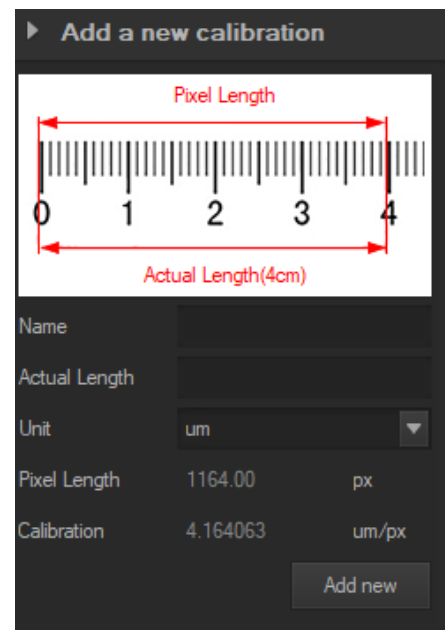 Add a new calibration
Pixel Length
0 1 2 3 4
Actual Length(4cm)
Name
Actual Length
Unit um
Pixel Length 1164.00 px
Calibration 4.164063 um/px
Add new